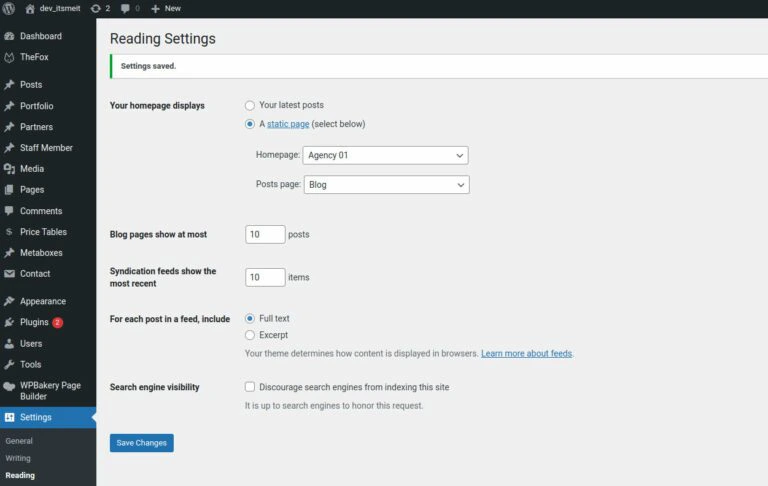 dev_itsmeit 2 0 New
Dashboard
TheFox
Posts
Portfolio
Partners
Staff Member
Media
Pages
Comments
Price Tables
Metaboxes
Contact
Appearance
Plugins 2
Users
Tools
WPBakery Page
Builder
Settings
General
Writing
Reading
Reading Settings
Settings saved.
Your homepage displays
Your latest posts
A static page (select below)
Homepage: Agency 01
Posts page: Blog
Blog pages show at most 10 posts
Syndication feeds show the
most recent
10 items
For each post in a feed, include
Full text
Excerpt
Your theme determines how content is displayed in browsers. Learn more about feeds.
Search engine visibility
Discourage search engines from indexing this site
It is up to search engines to honor this request.
Save Changes